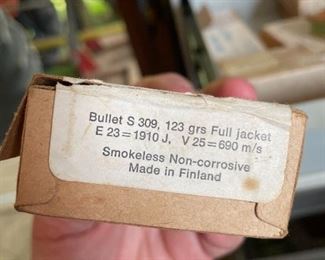 Bullet S 309, 123 grs Full jacket
E 23=1910 J, V 25=690 m/s
Smokeless Non-corrosive
Made in Finland